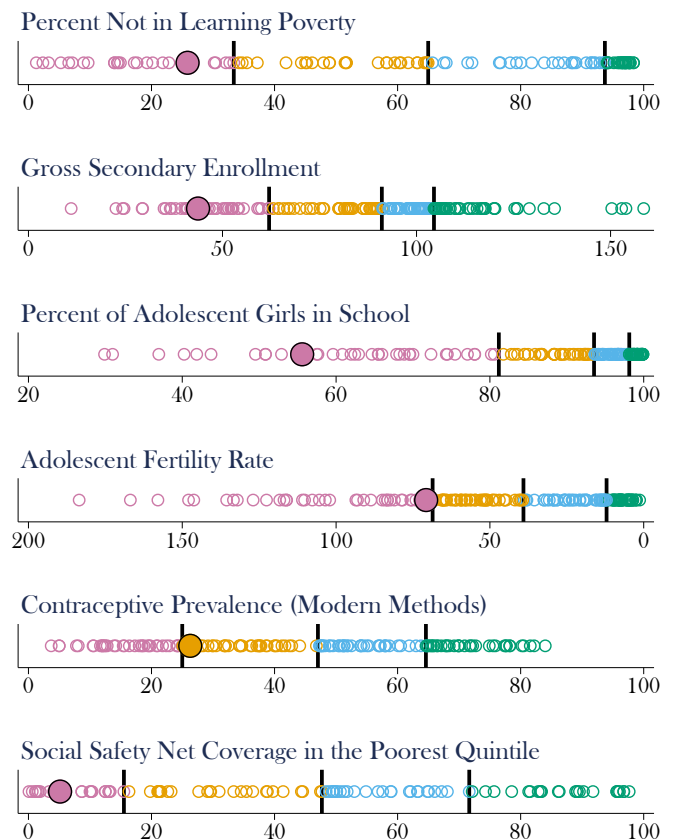 Percent Not in Learning Poverty
0 20 40 60 80 100
Gross Secondary Enrollment
0 50 100 150
Percent of Adolescent Girls in School
20 40 60 80 100
Adolescent Fertility Rate
200 150 100 50 0
Contraceptive Prevalence (Modern Methods)
0 20 40 60 80 100
Social Safety Net Coverage in the Poorest Quintile
0 20 40 60 80 100